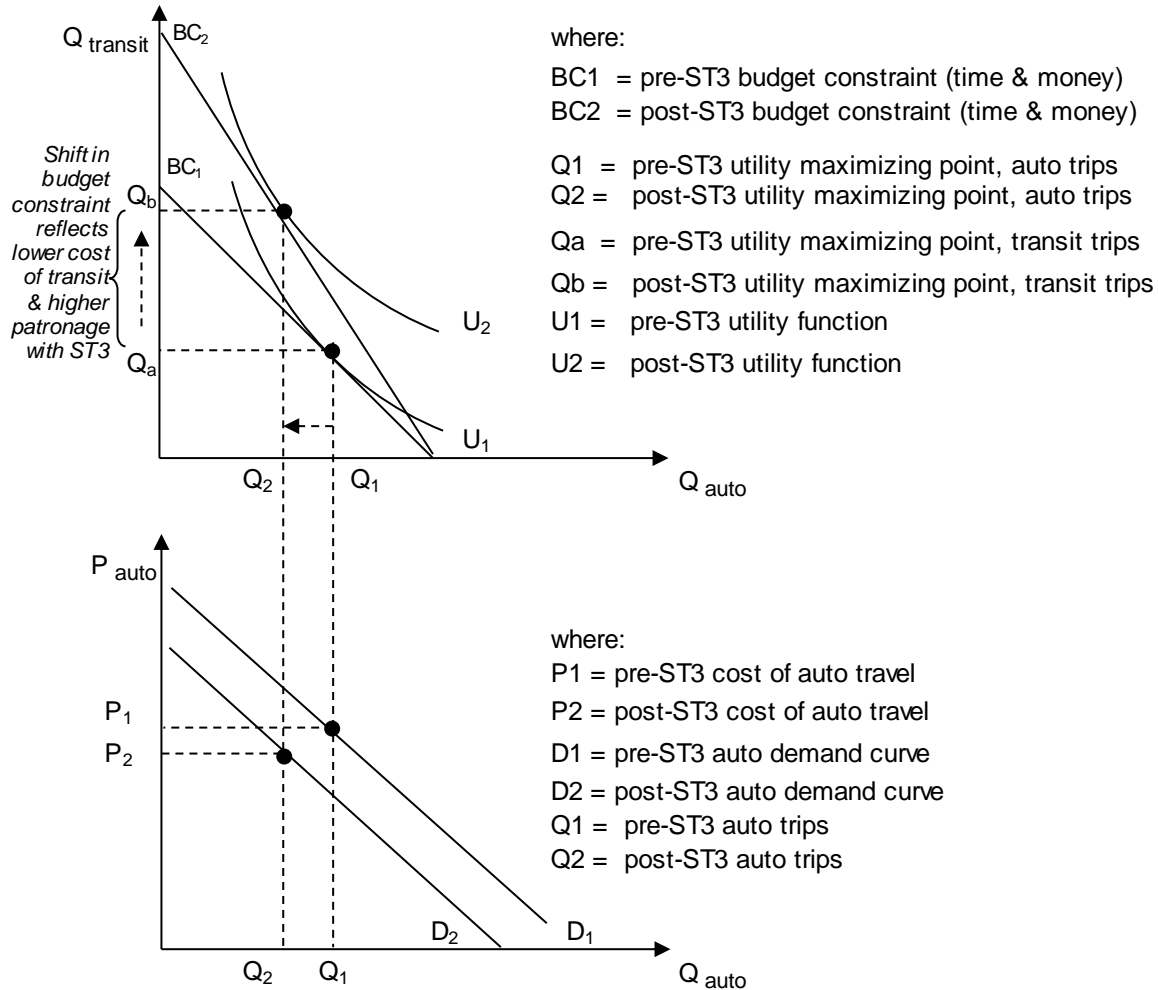 Q transit
BC2
BC1
Shift in
budget
constraint
reflects
lower cost
of transit
& higher
patronage
with ST3
Qb
Qa
U2
U1
Q2
Q1
Q auto
where:
BC1 = pre-ST3 budget constraint (time & money)
BC2 = post-ST3 budget constraint (time & money)
Q1 = pre-ST3 utility maximizing point, auto trips
Q2 = post-ST3 utility maximizing point, auto trips
Qa = pre-ST3 utility maximizing point, transit trips
Qb = post-ST3 utility maximizing point, transit trips
U1 = pre-ST3 utility function
U2 = post-ST3 utility function
P auto
P1
P2
D2
D1
Q2
Q1
Q auto
where:
P1 = pre-ST3 cost of auto travel
P2 = post-ST3 cost of auto travel
D1 = pre-ST3 auto demand curve
D2 = post-ST3 auto demand curve
Q1 = pre-ST3 auto trips
Q2 = post-ST3 auto trips